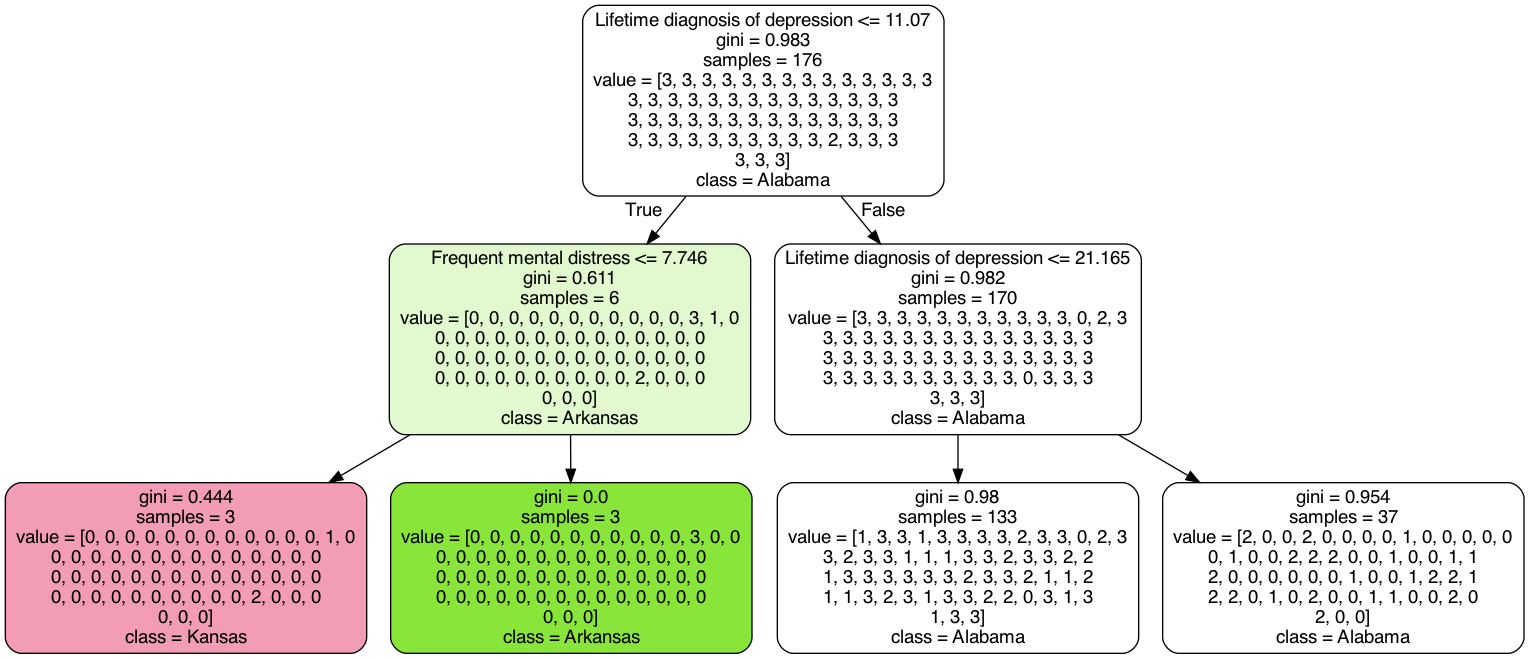 Lifetime diagnosis of depression <= 11.07
gini = 0.983
samples = 176
value = [3, 3, 3, 3, 3, 3, 3, 3, 3, 3, 3, 3, 3, 3
3, 3, 3, 3, 3, 3, 3, 3, 3, 3, 3, 3, 3, 3
3, 3, 3, 3, 3, 3, 3, 3, 3, 3, 3, 3, 3, 3
3, 3, 3, 3, 3, 3, 3, 3, 3, 3, 2, 3, 3, 3
3, 3, 3]
class = Alabama
True
False
Frequent mental distress <= 7.746
gini = 0.611
samples = 6
value = [0, 0, 0, 0, 0, 0, 0, 0, 0, 0, 0, 3, 1, 0
0, 0, 0, 0, 0, 0, 0, 0, 0, 0, 0, 0, 0, 0
0, 0, 0, 0, 0, 0, 0, 0, 0, 0, 0, 0, 0, 0
0, 0, 0, 0, 0, 0, 0, 0, 0, 0, 2, 0, 0, 0
0, 0, 0]
class = Arkansas
Lifetime diagnosis of depression <= 21.165
gini = 0.982
samples = 170
value = [3, 3, 3, 3, 3, 3, 3, 3, 3, 3, 3, 0, 2, 3
3, 3, 3, 3, 3, 3, 3, 3, 3, 3, 3, 3, 3, 3
3, 3, 3, 3, 3, 3, 3, 3, 3, 3, 3, 3, 3, 3
3, 3, 3, 3, 3, 3, 3, 3, 3, 3, 0, 3, 3, 3
3, 3, 3]
class = Alabama
gini = 0.444
samples = 3
value = [0, 0, 0, 0, 0, 0, 0, 0, 0, 0, 0, 0, 1, 0
0, 0, 0, 0, 0, 0, 0, 0, 0, 0, 0, 0, 0, 0
0, 0, 0, 0, 0, 0, 0, 0, 0, 0, 0, 0, 0, 0
0, 0, 0, 0, 0, 0, 0, 0, 0, 0, 2, 0, 0, 0
0, 0, 0]
class = Kansas
gini = 0.0
samples = 3
value = [0, 0, 0, 0, 0, 0, 0, 0, 0, 0, 0, 3, 0, 0
0, 0, 0, 0, 0, 0, 0, 0, 0, 0, 0, 0, 0, 0
0, 0, 0, 0, 0, 0, 0, 0, 0, 0, 0, 0, 0, 0
0, 0, 0, 0, 0, 0, 0, 0, 0, 0, 0, 0, 0, 0
0, 0, 0]
class = Arkansas
gini = 0.98
samples = 133
value = [1, 3, 3, 1, 3, 3, 3, 3, 2, 3, 3, 0, 2, 3
3, 2, 3, 3, 1, 1, 1, 3, 3, 2, 3, 3, 2, 2
1, 3, 3, 3, 3, 3, 3, 2, 3, 3, 2, 1, 1, 2
1, 1, 3, 2, 3, 1, 3, 3, 2, 2, 0, 3, 1, 3
1, 3, 3]
class = Alabama
gini = 0.954
samples = 37
value = [2, 0, 0, 2, 0, 0, 0, 0, 1, 0, 0, 0, 0, 0
0, 1, 0, 0, 2, 2, 2, 0, 0, 1, 0, 0, 1, 1
2, 0, 0, 0, 0, 0, 0, 1, 0, 0, 1, 2, 2, 1
2, 2, 0, 1, 0, 2, 0, 0, 1, 1, 0, 0, 2, 0
2, 0, 0]
class = Alabama